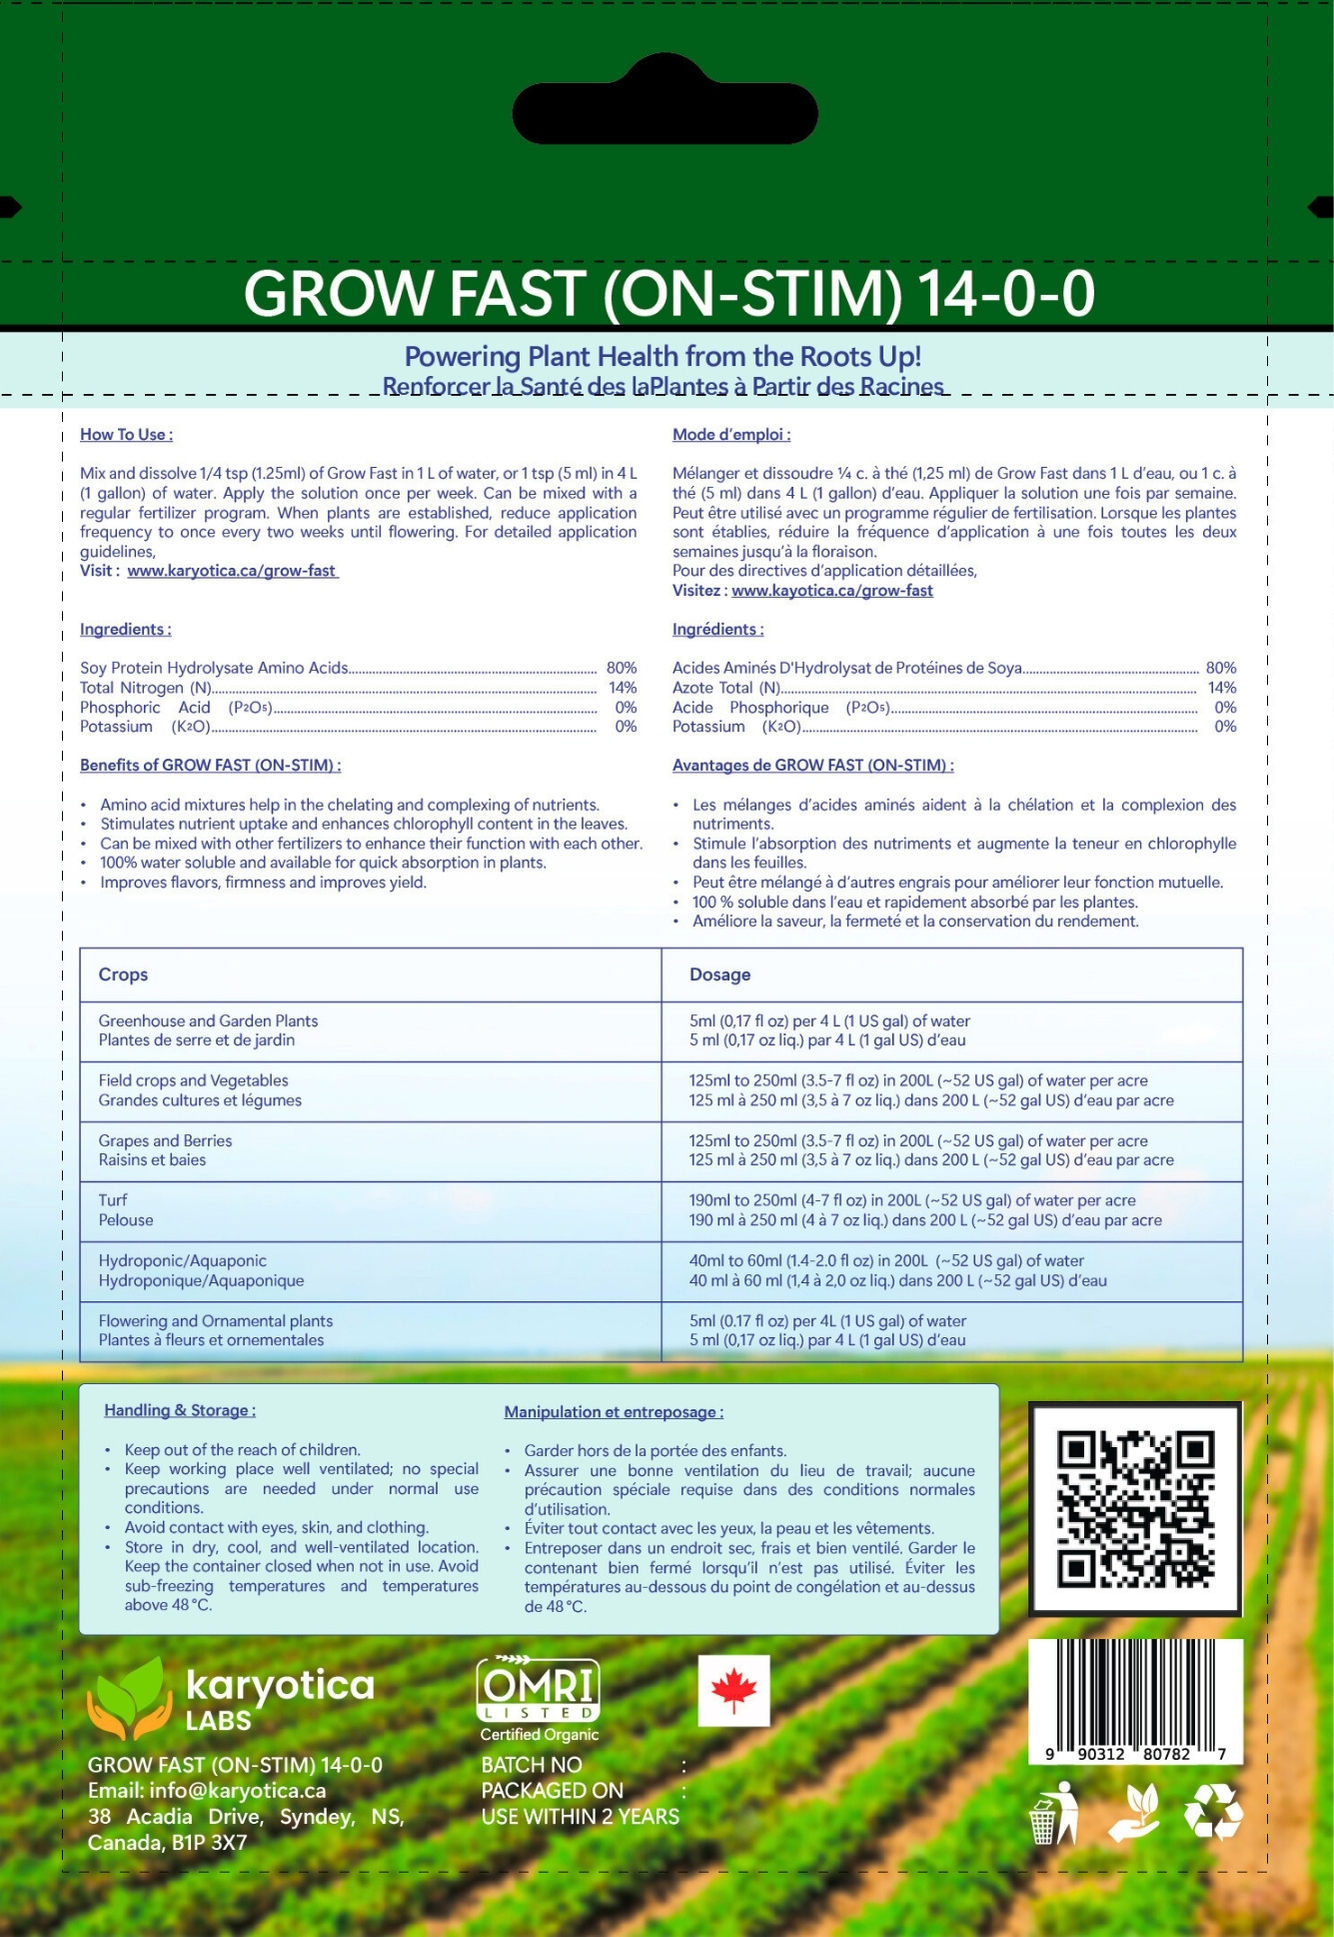 GROW FAST (ON-STIM) 14-0-0
Powering Plant Health from the Roots Up!
Renforcer la Santé des laPlantes à Partir des Racines
How To Use :
Mix and dissolve 1/4 tsp (1.25ml) of Grow Fast in 1 L of water, or 1 tsp (5 ml) in 4 L
(1 gallon) of water. Apply the solution once per week. Can be mixed with a
regular fertilizer program. When plants are established, reduce application
frequency to once every two weeks until flowering. For detailed application
guidelines,
Visit : www.karyotica.ca/grow-fast
Mode d'emploi :
Mélanger et dissoudre ¼ c. à thé (1,25 ml) de Grow Fast dans 1 L d'eau, ou 1 c. à
thé (5 ml) dans 4 L (1 gallon) d'eau. Appliquer la solution une fois par semaine.
Peut être utilisé avec un programme régulier de fertilisation. Lorsque les plantes
sont établies, réduire la fréquence d'application à une fois toutes les deux
semaines jusqu'à la floraison.
Pour des directives d'application détaillées,
Visitez : www.kayotica.ca/grow-fast
Ingredients :
Soy Protein Hydrolysate Amino Acids........ 80%
Total Nitrogen (N)........ 14%
Phosphoric Acid (P₂O₅)........ 0%
Potassium (K₂O)........ 0%
Ingrédients :
Acides Aminés D'Hydrolysat de Protéines de Soya........ 80%
Azote Total (N)........ 14%
Acide Phosphorique (P₂O₅)........ 0%
Potassium (K₂O)........ 0%
Benefits of GROW FAST (ON-STIM) :
• Amino acid mixtures help in the chelating and complexing of nutrients.
• Stimulates nutrient uptake and enhances chlorophyll content in the leaves.
• Can be mixed with other fertilizers to enhance their function with each other.
• 100% water soluble and available for quick absorption in plants.
• Improves flavors, firmness and improves yield.
Avantages de GROW FAST (ON-STIM) :
• Les mélanges d'acides aminés aident à la chélation et la complexion des
nutriments.
• Stimule l'absorption des nutriments et augmente la teneur en chlorophylle
dans les feuilles.
• Peut être mélangé à d'autres engrais pour améliorer leur fonction mutuelle.
• 100 % soluble dans l'eau et rapidement absorbé par les plantes.
• Améliore la saveur, la fermeté et la conservation du rendement.
Crops Dosage
Greenhouse and Garden Plants 5ml (0,17 fl oz) per 4 L (1 US gal) of water
Plantes de serre et de jardin 5 ml (0,17 oz liq.) par 4 L (1 gal US) d'eau
Field crops and Vegetables 125ml to 250ml (3.5-7 fl oz) in 200L (~52 US gal) of water per acre
Grandes cultures et légumes 125 ml à 250 ml (3,5 à 7 oz liq.) dans 200 L (~52 gal US) d'eau par acre
Grapes and Berries 125ml to 250ml (3.5-7 fl oz) in 200L (~52 US gal) of water per acre
Raisins et baies 125 ml à 250 ml (3,5 à 7 oz liq.) dans 200 L (~52 gal US) d'eau par acre
Turf 190ml to 250ml (4-7 fl oz) in 200L (~52 US gal) of water per acre
Pelouse 190 ml à 250 ml (4 à 7 oz liq.) dans 200 L (~52 gal US) d'eau par acre
Hydroponic/Aquaponic 40ml to 60ml (1.4-2.0 fl oz) in 200L (~52 US gal) of water
Hydroponique/Aquaponique 40 ml à 60 ml (1,4 à 2,0 oz liq.) dans 200 L (~52 gal US) d'eau
Flowering and Ornamental plants 5ml (0.17 fl oz) per 4L (1 US gal) of water
Plantes à fleurs et ornementales 5 ml (0,17 oz liq.) par 4 L (1 gal US) d'eau
Handling & Storage :
• Keep out of the reach of children.
• Keep working place well ventilated; no special
precautions are needed under normal use
conditions.
• Avoid contact with eyes, skin, and clothing.
• Store in dry, cool, and well-ventilated location.
Keep the container closed when not in use. Avoid
sub-freezing temperatures and temperatures
above 48 °C.
Manipulation et entreposage :
• Garder hors de la portée des enfants.
• Assurer une bonne ventilation du lieu de travail; aucune
précaution spéciale requise dans des conditions normales
d'utilisation.
• Éviter tout contact avec les yeux, la peau et les vêtements.
• Entreposer dans un endroit sec, frais et bien ventilé. Garder le
contenant bien fermé lorsqu'il n'est pas utilisé. Éviter les
températures au-dessous du point de congélation et au-dessus
de 48 °C.
karyotica
LABS
GROW FAST (ON-STIM) 14-0-0
Email: info@karyotica.ca
38 Acadia Drive, Syndey, NS,
Canada, B1P 3X7
OMRI
LISTED
Certified Organic
BATCH NO :
PACKAGED ON :
USE WITHIN 2 YEARS
9 90312 80782 7